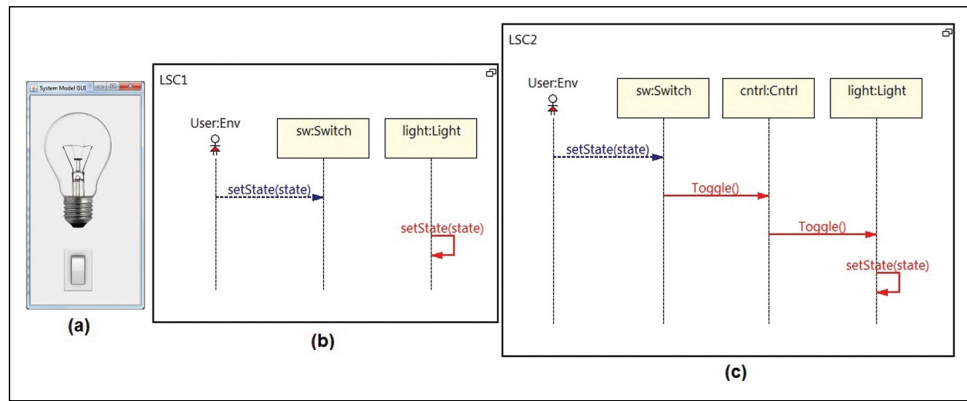 System Model GUI
(a)
LSC1
User:Env
sw:Switch
light:Light
setState(state)
setState(state)
(b)
LSC2
User:Env
sw:Switch
cntrl:Cntrl
light:Light
setState(state)
Toggle()
Toggle()
setState(state)
(c)